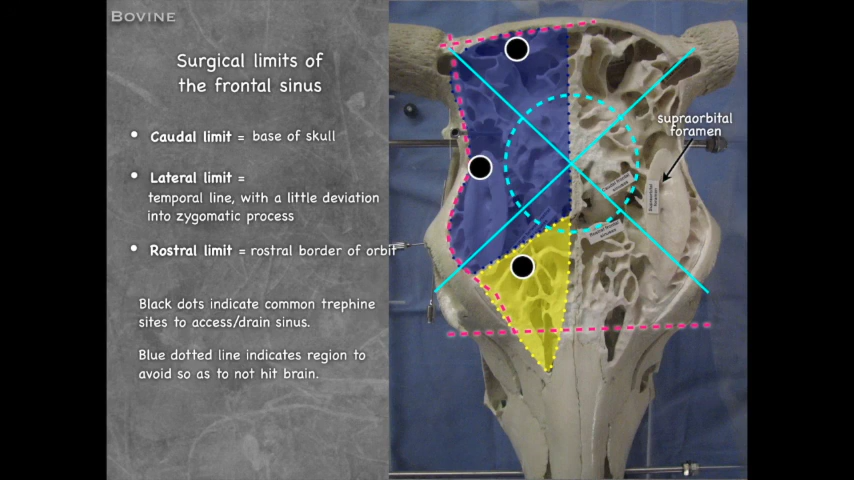 Bovine
Surgical limits of
the frontal sinus
• Caudal limit = base of skull
• Lateral limit =
temporal line, with a little deviation
into zygomatic process
• Rostral limit = rostral border of orbit
Black dots indicate common trephine
sites to access/drain sinus.
Blue dotted line indicates region to
avoid so as to not hit brain.
supraorbital
foramen